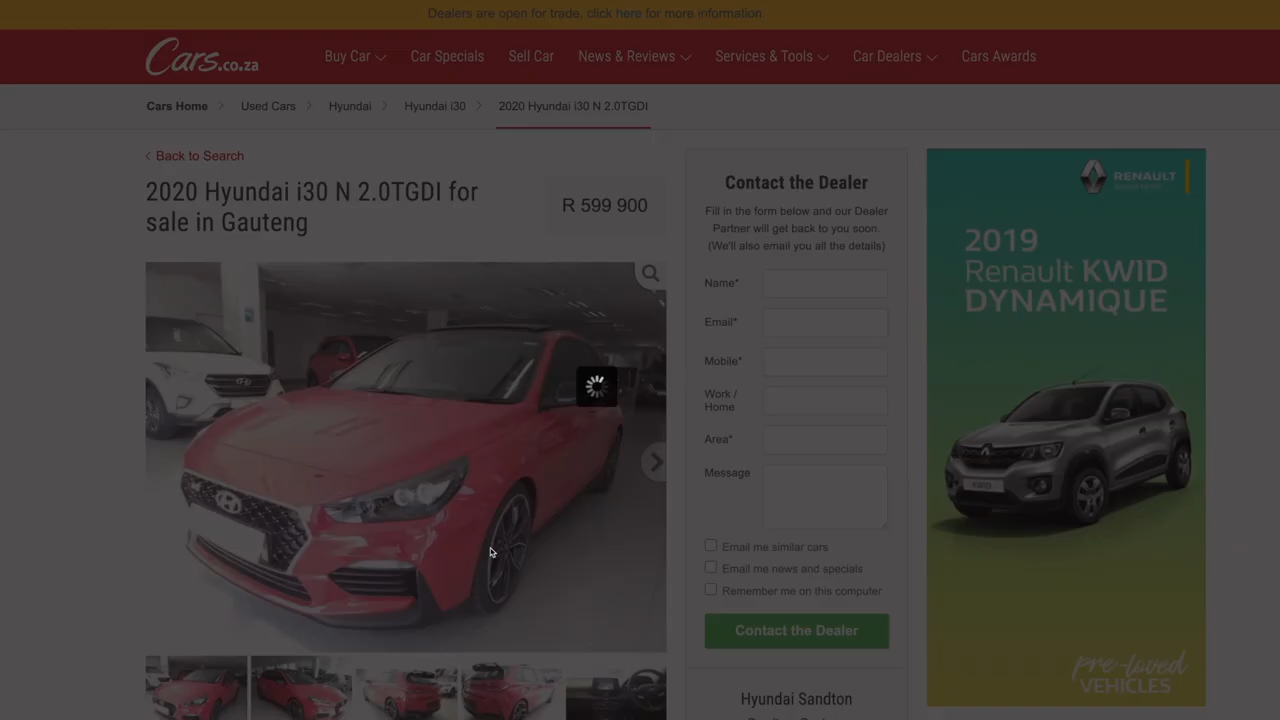 Dealers are open for trade, click here for more information
Cars.co.za
Buy Car
Car Specials
Sell Car
News & Reviews
Services & Tools
Car Dealers
Cars Awards
Cars Home
Used Cars
Hyundai
Hyundai i30
2020 Hyundai i30 N 2.0TGDI
Back to Search
2020 Hyundai i30 N 2.0TGDI for
sale in Gauteng
R 599 900
Contact the Dealer
Fill in the form below and our Dealer
Partner will get back to you soon.
(We'll also email you all the details)
Name*
Email*
Mobile*
Work /
Home
Area*
Message
Email me similar cars
Email me news and specials
Remember me on this computer
Contact the Dealer
Hyundai Sandton
RENAULT
2019
Renault KWID
DYNAMIQUE
KWID
pre-loved
VEHICLES